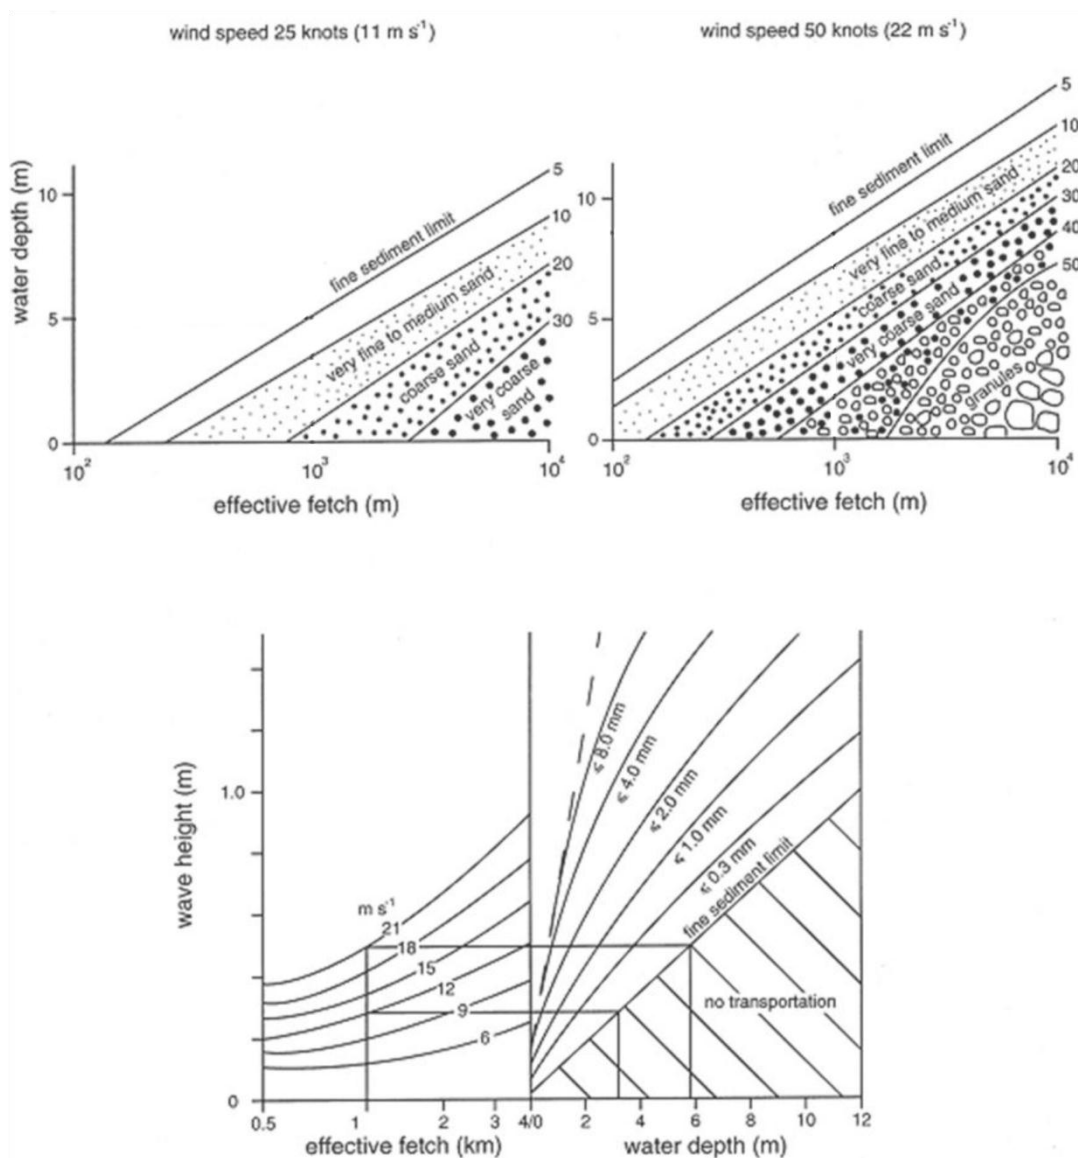 wind speed 25 knots (11 m s⁻¹)
wind speed 50 knots (22 m s⁻¹)
water depth (m)
10
5
0
fine sediment limit
very fine to medium sand
coarse sand
very coarse sand
5
10
20
30
10²
10³
10⁴
effective fetch (m)
10
5
0
fine sediment limit
very fine to medium sand
coarse sand
very coarse sand
granules
5
10
20
30
40
50
10²
10³
10⁴
effective fetch (m)
wave height (m)
1.0
0
m s⁻¹
21
18
15
12
9
6
0.5
1
2
3
4/0
effective fetch (km)
⩽ 8.0 mm
⩽ 4.0 mm
⩽ 2.0 mm
⩽ 1.0 mm
⩽ 0.3 mm
fine sediment limit
no transportation
2
4
6
8
10
12
water depth (m)